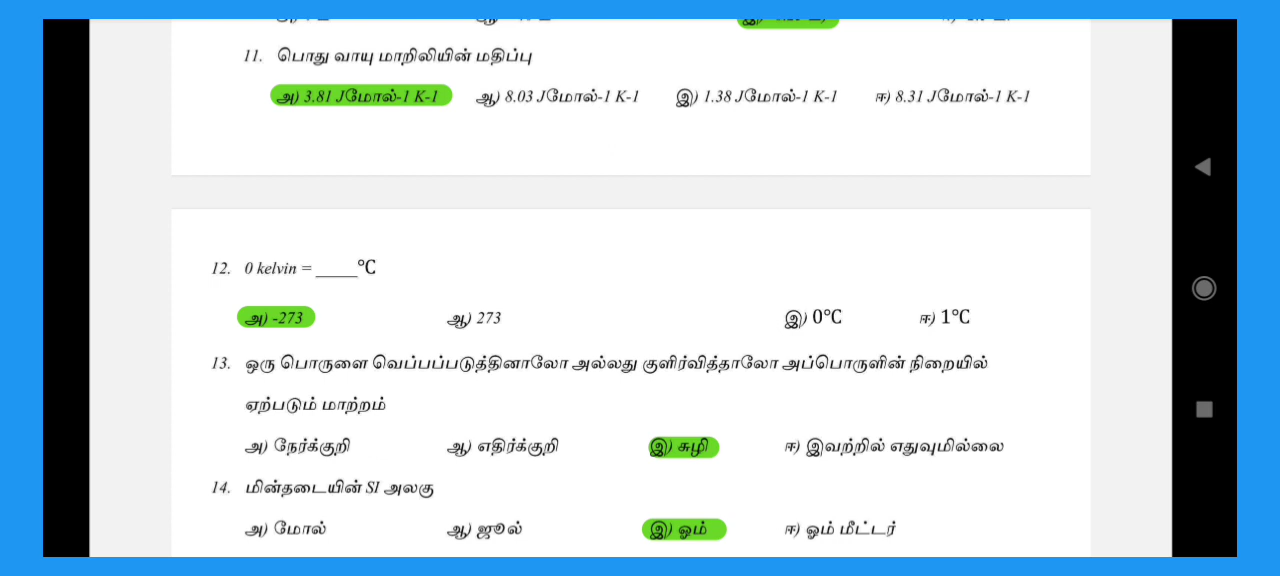 11. பொது வாயு மாறிலியின் மதிப்பு
அ) 3.81 Jமோல்-1 K-1 ஆ) 8.03 Jமோல்-1 K-1 இ) 1.38 Jமோல்-1 K-1 ஈ) 8.31 Jமோல்-1 K-1
12. 0 kelvin = _____°C
அ) -273 ஆ) 273 இ) 0°C ஈ) 1°C
13. ஒரு பொருளை வெப்பப்படுத்தினாலோ அல்லது குளிர்வித்தாலோ அப்பொருளின் நிறையில்
ஏற்படும் மாற்றம்
அ) நேர்க்குறி ஆ) எதிர்க்குறி இ) சுழி ஈ) இவற்றில் எதுவுமில்லை
14. மின்தடையின் SI அலகு
அ) மோல் ஆ) ஜூல் இ) ஓம் ஈ) ஓம் மீட்டர்